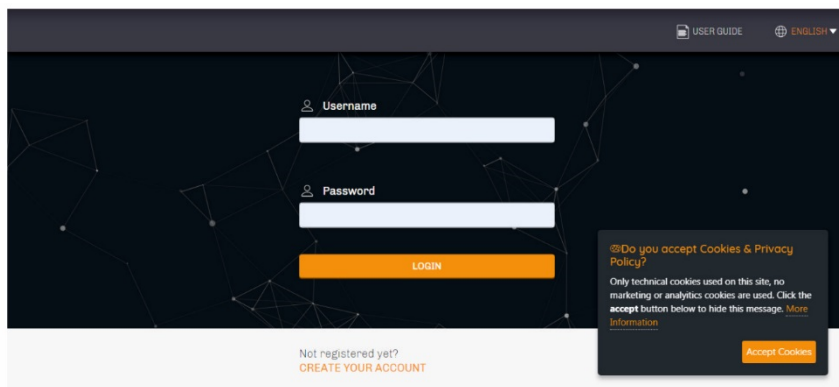 USER GUIDE
ENGLISH
Username
Password
LOGIN
Not registered yet?
CREATE YOUR ACCOUNT
Do you accept Cookies & Privacy
Policy?
Only technical cookies used on this site, no
marketing or analyitics cookies are used. Click the
accept button below to hide this message. More
Information
Accept Cookies